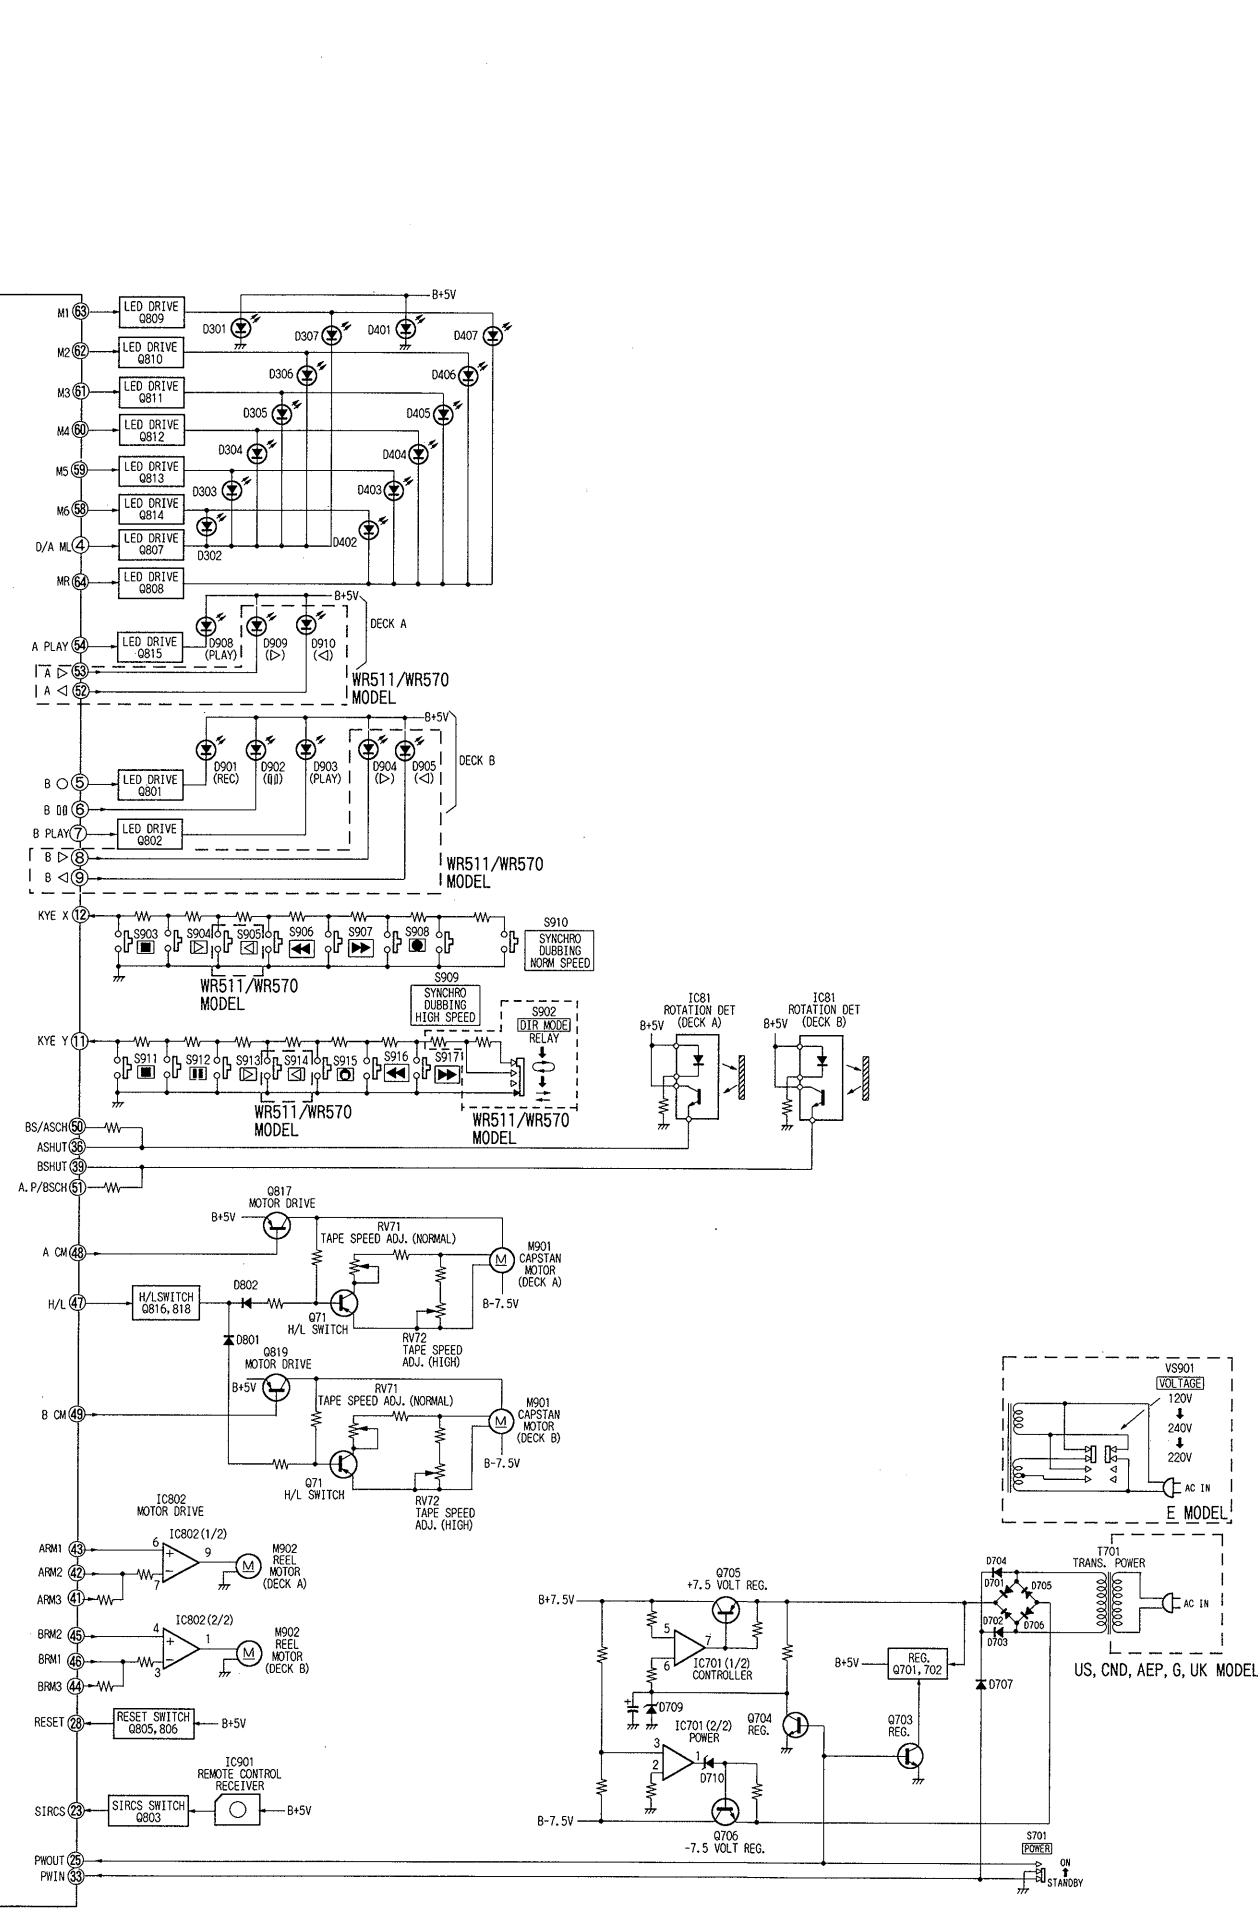 M1 63
LED DRIVE
Q809
D301
D307
D401
B+5V
D407
M2 62
LED DRIVE
Q810
D306
D406
M3 61
LED DRIVE
Q811
D305
D405
M4 60
LED DRIVE
Q812
D304
D404
M5 59
LED DRIVE
Q813
D303
D403
M6 58
LED DRIVE
Q814
D302
D402
D/A ML 4
LED DRIVE
Q807
MR 64
LED DRIVE
Q808
B+5V
DECK A
A PLAY 54
LED DRIVE
Q815
D908
(PLAY)
D909
(▷)
D910
(◁)
A ▷ 53
A ◁ 52
WR511/WR570
MODEL
B+5V
DECK B
D901
(REC)
D902
(▯▯)
D903
(PLAY)
D904
(▷)
D905
(◁)
B ○ 5
LED DRIVE
Q801
B ▯▯ 6
B PLAY 7
LED DRIVE
Q802
B ▷ 8
B ◁ 9
WR511/WR570
MODEL
KYE X 12
S903
S904
S905
S906
S907
S908
S910
SYNCHRO
DUBBING
NORM SPEED
WR511/WR570
MODEL
S909
SYNCHRO
DUBBING
HIGH SPEED
KYE Y 11
S911
S912
S913
S914
S915
S916
S917
S902
DIR MODE
RELAY
WR511/WR570
MODEL
WR511/WR570
MODEL
IC81
ROTATION DET
(DECK A)
B+5V
IC81
ROTATION DET
(DECK B)
B+5V
BS/ASCH 50
ASHUT 36
BSHUT 39
A.P/BSCH 51
Q817
MOTOR DRIVE
B+5V
RV71
TAPE SPEED ADJ.(NORMAL)
A CM 48
M
M901
CAPSTAN
MOTOR
(DECK A)
B-7.5V
H/L 47
H/LSWITCH
Q816,818
D802
Q71
H/L SWITCH
RV72
TAPE SPEED
ADJ.(HIGH)
D801
Q819
MOTOR DRIVE
B+5V
RV71
TAPE SPEED ADJ.(NORMAL)
B CM 49
M
M901
CAPSTAN
MOTOR
(DECK B)
B-7.5V
Q71
H/L SWITCH
RV72
TAPE SPEED
ADJ.(HIGH)
VS901
VOLTAGE
120V
240V
220V
AC IN
E MODEL
IC802
MOTOR DRIVE
IC802(1/2)
ARM1 43
6
+
9
ARM2 42
-
7
ARM3 41
M
M902
REEL
MOTOR
(DECK A)
IC802(2/2)
BRM2 45
4
+
1
BRM1 46
-
3
BRM3 44
M
M902
REEL
MOTOR
(DECK B)
RESET 28
RESET SWITCH
Q805,806
B+5V
IC901
REMOTE CONTROL
RECEIVER
SIRCS 23
SIRCS SWITCH
Q803
B+5V
PWOUT 25
PWIN 33
Q705
+7.5 VOLT REG.
B+7.5V
5
7
6
IC701(1/2)
CONTROLLER
+
D709
IC701(2/2)
POWER
3
1
2
D710
B-7.5V
Q706
-7.5 VOLT REG.
Q704
REG.
B+5V
REG.
Q701,702
Q703
REG.
D704
D701
D705
D702
D706
D703
D707
T701
TRANS. POWER
AC IN
US, CND, AEP, G, UK MODEL
S701
POWER
ON
STANDBY